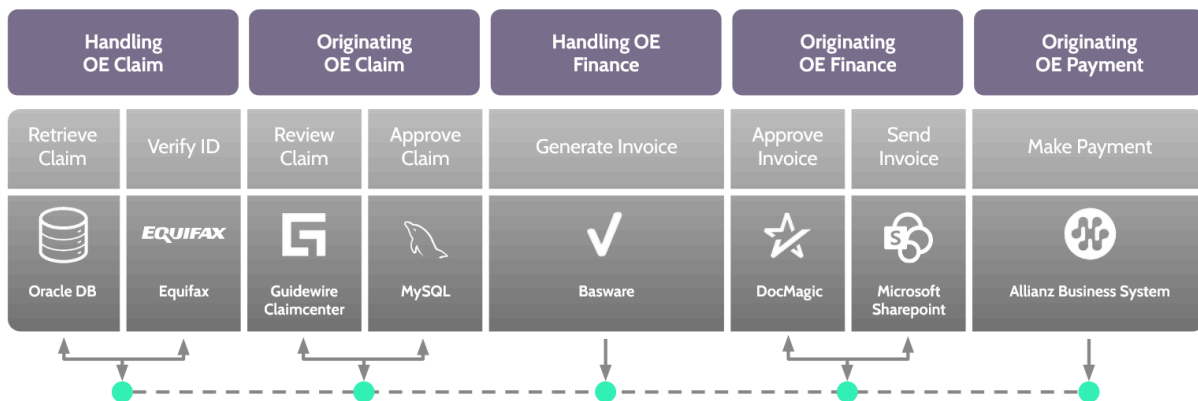 Handling
OE Claim
Originating
OE Claim
Handling OE
Finance
Originating
OE Finance
Originating
OE Payment
Retrieve
Claim
Verify ID
Review
Claim
Approve
Claim
Generate Invoice
Approve
Invoice
Send
Invoice
Make Payment
EQUIFAX
S
Oracle DB
Equifax
Guidewire
Claimcenter
MySQL
Basware
DocMagic
Microsoft
Sharepoint
Allianz Business System